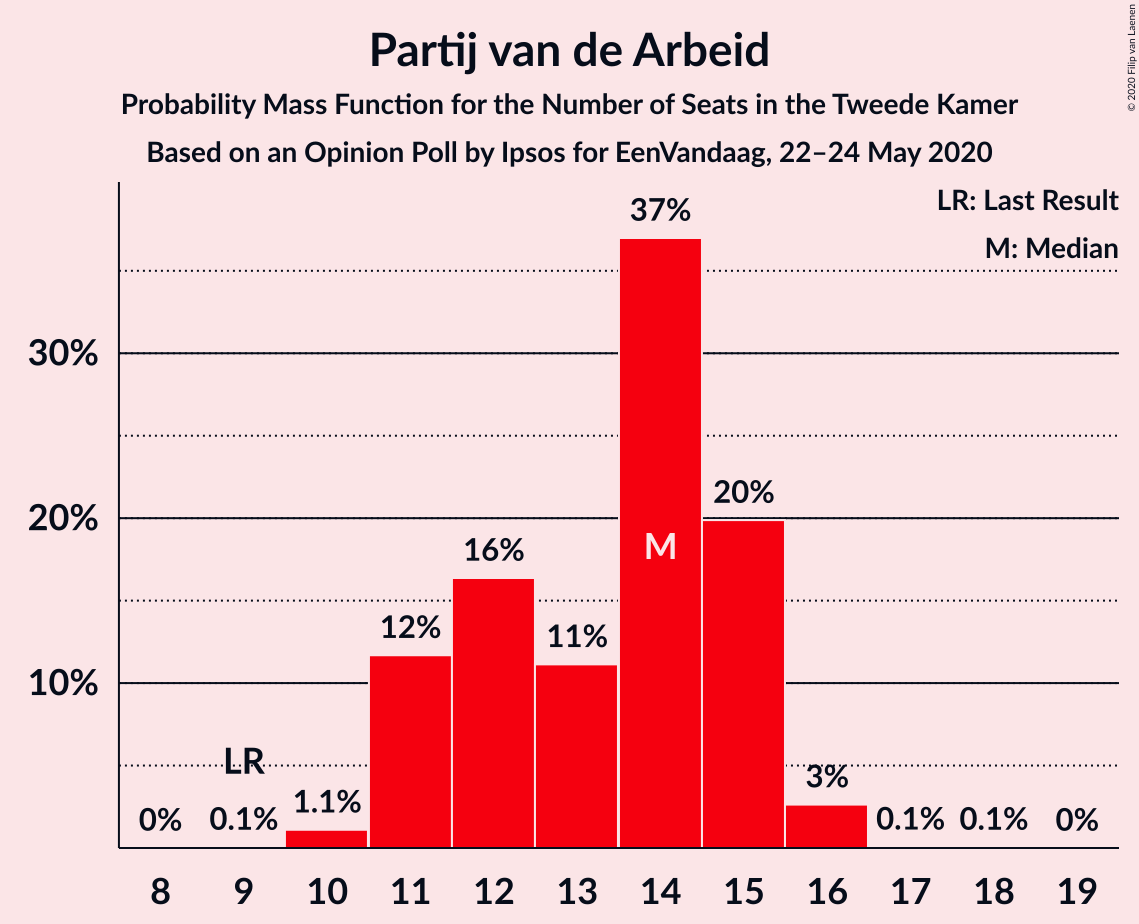 Partij van de Arbeid
Probability Mass Function for the Number of Seats in the Tweede Kamer
Based on an Opinion Poll by Ipsos for EenVandaag, 22–24 May 2020
© 2020 Filip van Laenen
LR: Last Result
M: Median
37%
30%
20%
20%
M
16%
12%
11%
10%
LR
3%
1.1%
0%
0.1%
0.1%
0.1%
0%
8 9 10 11 12 13 14 15 16 17 18 19